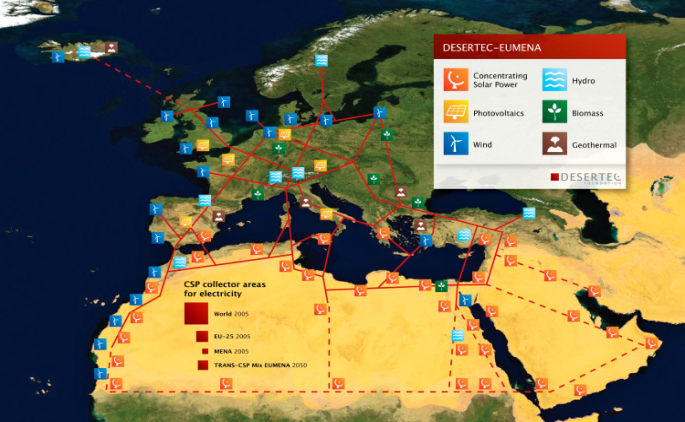 DESERTEC-EUMENA
Concentrating
Solar Power
Hydro
Photovoltaics
Biomass
Wind
Geothermal
DESERTEC
FOUNDATION
CSP collector areas
for electricity
World 2005
EU-25 2005
MENA 2005
TRANS-CSP Mix EUMENA 2050